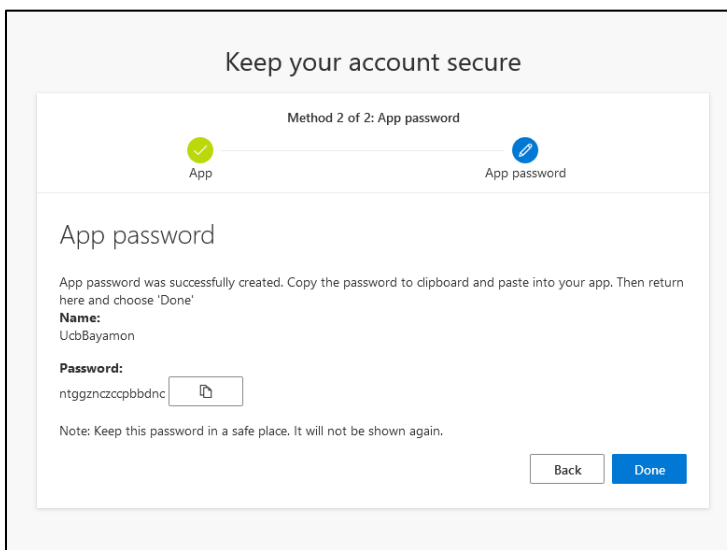 Keep your account secure
Method 2 of 2: App password
App
App password
App password
App password was successfully created. Copy the password to clipboard and paste into your app. Then return
here and choose 'Done'
Name:
UcbBayamon
Password:
ntggznczccpbbdnc
Note: Keep this password in a safe place. It will not be shown again.
Back
Done